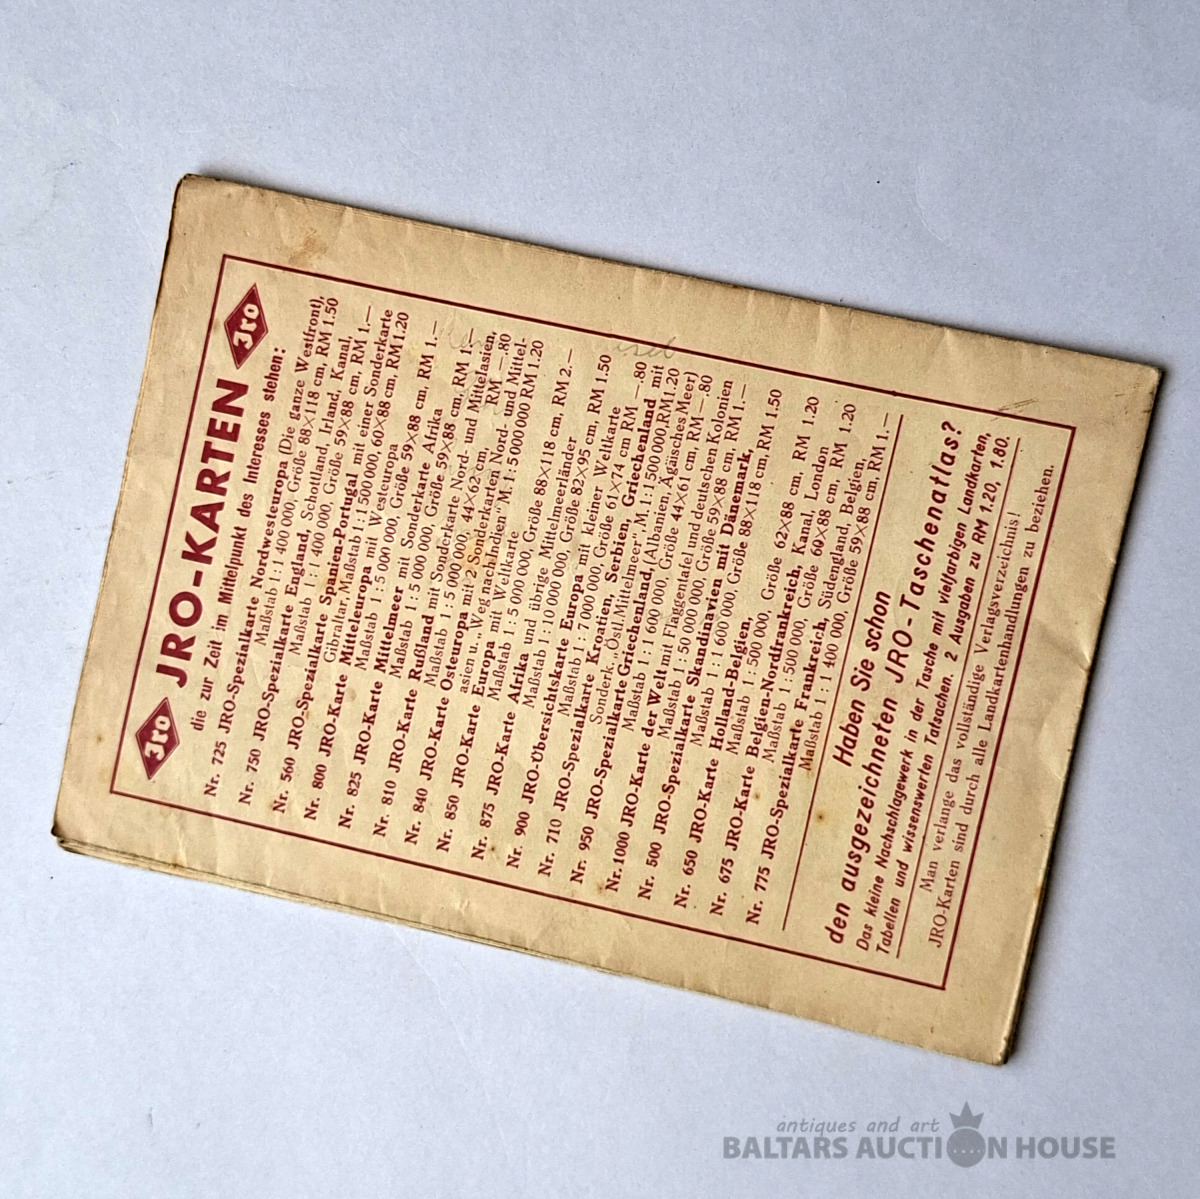 Jro JRO-KARTEN Jro
die zur Zeit im Mittelpunkt des Interesses stehen:
Nr. 725 JRO-Spezialkarte Nordwesteuropa (Die ganze Westfront),
Maßstab 1 : 1 400 000, Größe 88×118 cm, RM 1.50
Nr. 750 JRO-Spezialkarte England, Schottland, Irland, Kanal,
Maßstab 1 : 1 400 000, Größe 59×88 cm, RM 1.—
Nr. 560 JRO-Spezialkarte Spanien-Portugal mit einer Sonderkarte
Gibraltar, Maßstab 1 : 1 500 000, 60×88 cm, RM 1.20
Nr. 800 JRO-Karte Mitteleuropa mit Westeuropa
Maßstab 1 : 5 000 000, Größe 59×88 cm, RM 1.—
Nr. 825 JRO-Karte Mittelmeer mit Sonderkarte Afrika
Maßstab 1 : 5 000 000, Größe 59×88 cm, RM 1.—
Nr. 810 JRO-Karte Rußland mit Sonderkarte Nord- und Mittelasien,
Maßstab 1 : 5 000 000, 44×62 cm, RM —.80
Nr. 840 JRO-Karte Osteuropa mit 2 Sonderkarten Nord- und Mittel-
asien u. „Weg nach Indien" M. 1 : 5 000 000 RM 1.20
Nr. 850 JRO-Karte Europa mit Weltkarte
Maßstab 1 : 5 000 000, Größe 88×118 cm, RM 2.—
Nr. 875 JRO-Karte Afrika und übrige Mittelmeerländer
Maßstab 1 : 10 000 000, Größe 82×95 cm, RM 1.50
Nr. 900 JRO-Übersichtskarte Europa mit kleiner Weltkarte
Maßstab 1 : 7 000 000, Größe 61×74 cm RM —.80
Nr. 710 JRO-Spezialkarte Kroatien, Serbien, Griechenland mit
Sonderk. „Östl. Mittelmeer", M. 1 : 1 500 000, RM 1.20
Nr. 950 JRO-Spezialkarte Griechenland, (Albanien, Ägäisches Meer)
Maßstab 1 : 1 600 000, Größe 44×61 cm, RM —.80
Nr. 1000 JRO-Karte der Welt mit Flaggentafel und deutschen Kolonien
Maßstab 1 : 50 000 000, Größe 59×88 cm, RM 1.—
Nr. 500 JRO-Spezialkarte Skandinavien mit Dänemark,
Maßstab 1 : 1 600 000, Größe 88×118 cm, RM 1.50
Nr. 650 JRO-Karte Holland-Belgien,
Maßstab 1 : 500 000, Größe 62×88 cm, RM 1.20
Nr. 675 JRO-Karte Belgien-Nordfrankreich, Kanal, London
Maßstab 1 : 500 000, Größe 60×88 cm, RM 1.20
Nr. 775 JRO-Spezialkarte Frankreich, Südengland, Belgien,
Maßstab 1 : 1 400 000, Größe 59×88 cm, RM 1.—
Haben Sie schon
den ausgezeichneten JRO-Taschenatlas?
Das kleine Nachschlagewerk in der Tasche mit vielfarbigen Landkarten,
Tabellen und wissenswerten Tatsachen. 2 Ausgaben zu RM 1.20, 1.80.
Man verlange das vollständige Verlagsverzeichnis!
JRO-Karten sind durch alle Landkartenhandlungen zu beziehen.
antiques and art
BALTARS AUCTION HOUSE